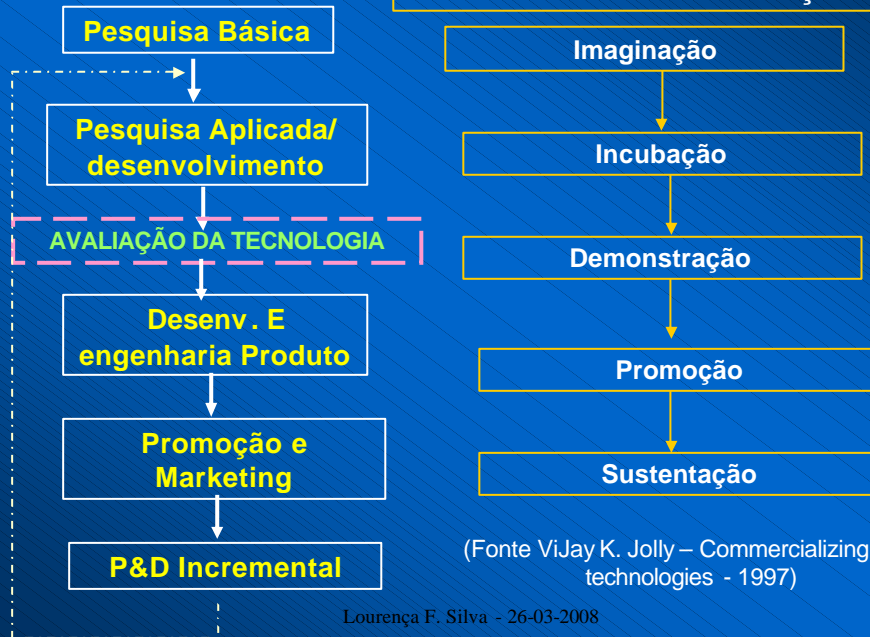 Pesquisa Básica
Pesquisa Aplicada/
desenvolvimento
AVALIAÇÃO DA TECNOLOGIA
Desenv . E
engenharia Produto
Promoção e
Marketing
P&D Incremental
Imaginação
Incubação
Demonstração
Promoção
Sustentação
(Fonte ViJay K. Jolly – Commercializing
technologies - 1997)
Lourença F. Silva - 26-03-2008